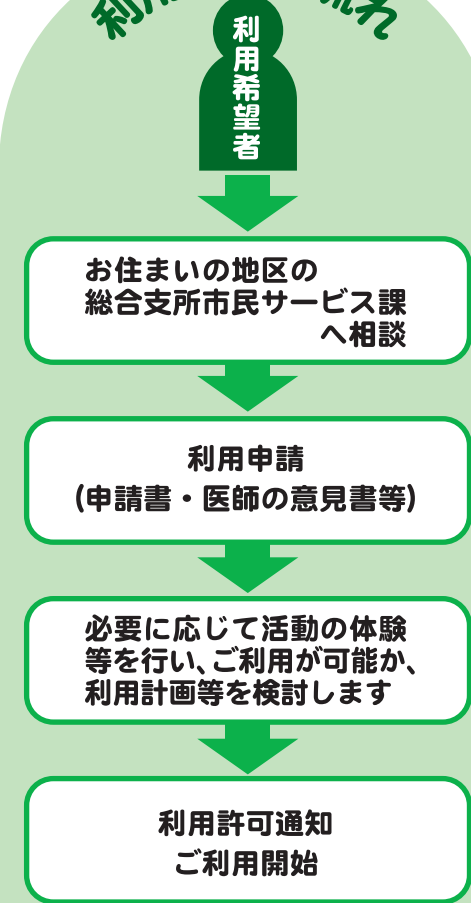 利用
流れ
利用希望者
お住まいの地区の
総合支所市民サービス課
へ相談
利用申請
(申請書・医師の意見書等)
必要に応じて活動の体験
等を行い、ご利用が可能か、
利用計画等を検討します
利用許可通知
ご利用開始